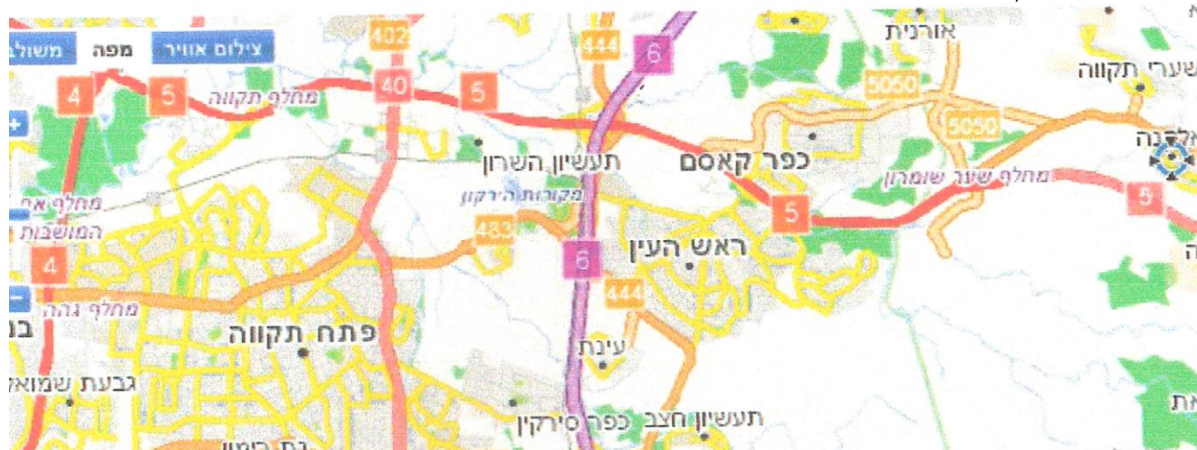 אורנית
402
444
6
צילום אוויר
מפה
משולב
שערי תקווה
4
5
מחלף תקווה
40
5
5050
5050
תעשיון השרון
כפר קאסם
מחלף שער שומרון
מקורות הירקון
5
5
המושבות
483
4
6
ראש העין
444
מחלף גהה
פתח תקווה
עינת
גבעת שמואל
תעשיון חצב
כפר סירקין